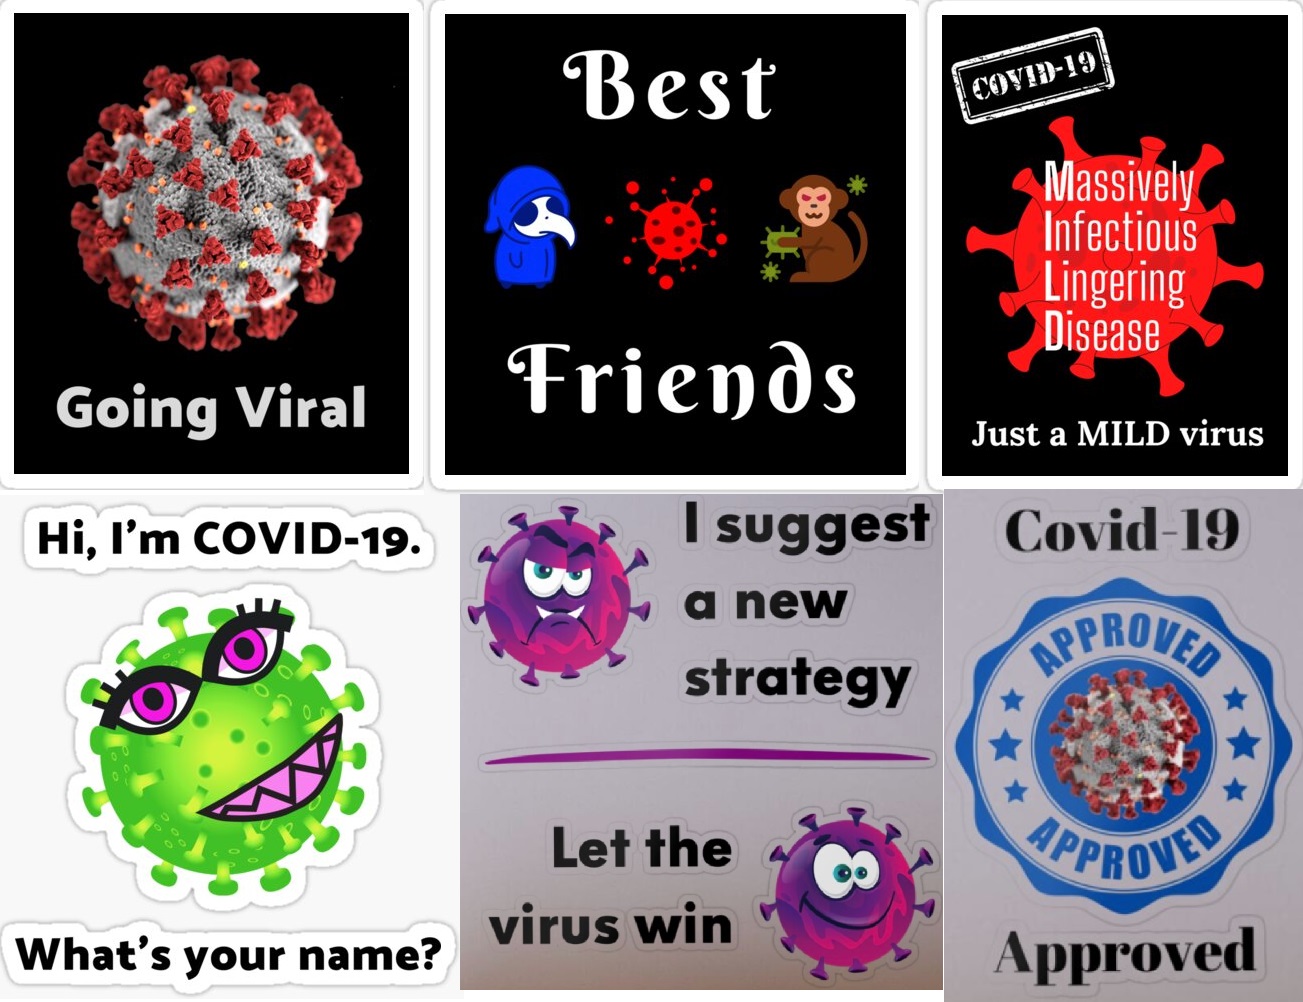 Going Viral
Best
Friends
COVID-19
Massively
Infectious
Lingering
Disease
Just a MILD virus
Hi, I'm COVID-19.
What's your name?
I suggest
a new
strategy
Let the
virus win
Covid-19
APPROVED
APPROVED
Approved